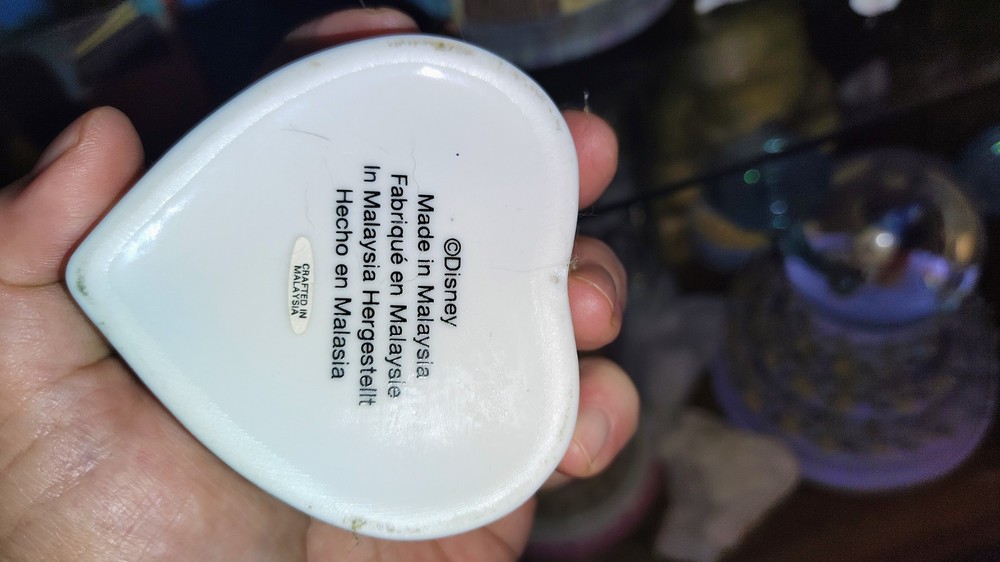 ©Disney
Made in Malaysia
Fabriqué en Malaysie
In Malaysia Hergestellt
Hecho en Malasia
CRAFTED IN
MALAYSIA